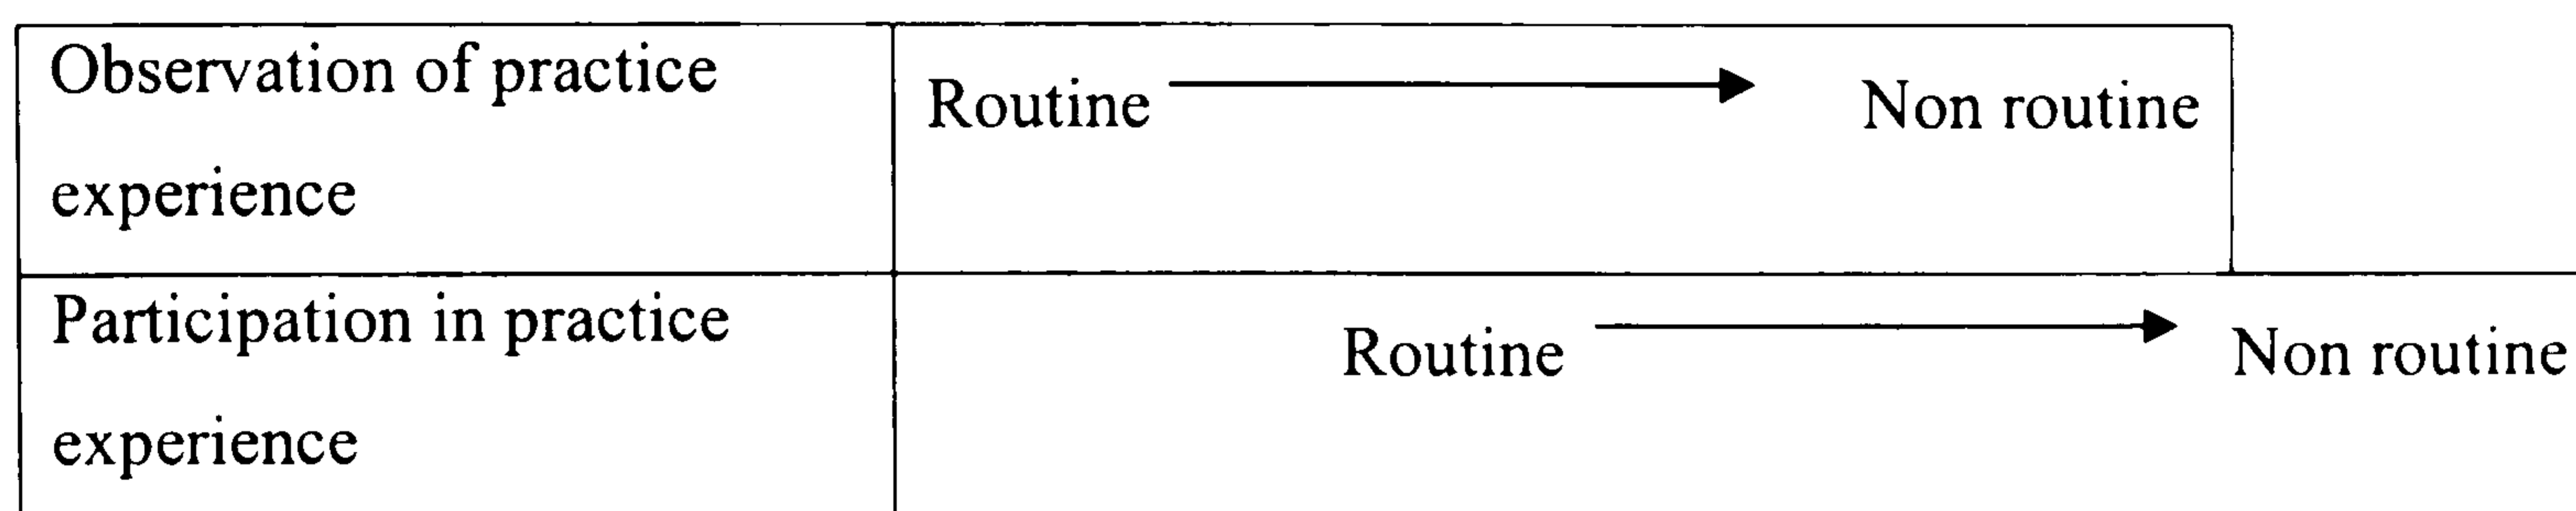 Observation of practice
experience
Routine Non routine
Participation in practice
experience
Routine Non routine